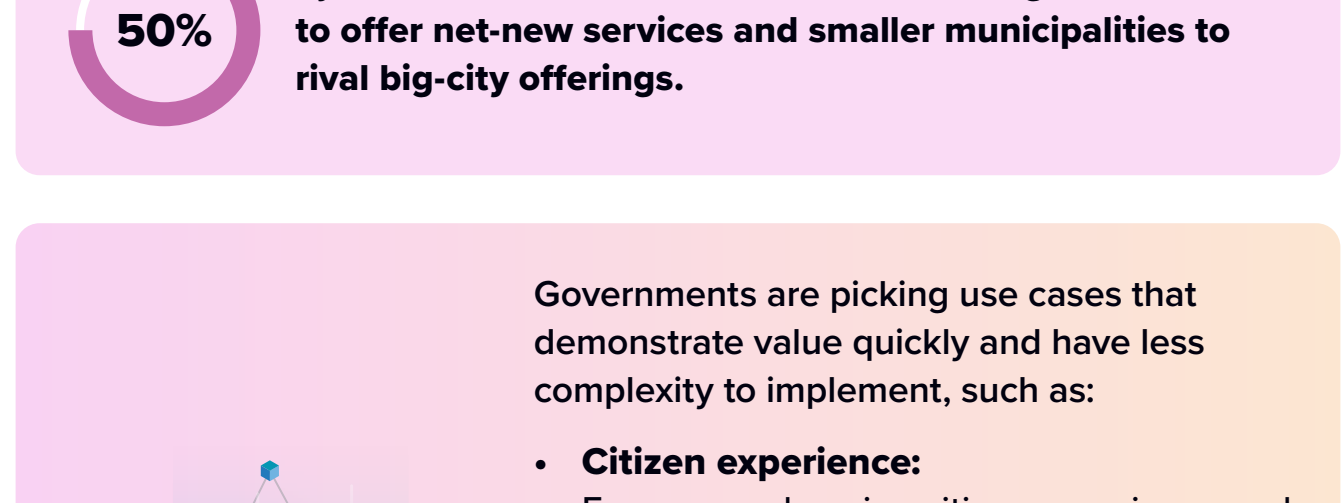 50%
to offer net-new services and smaller municipalities to
rival big-city offerings.
Governments are picking use cases that
demonstrate value quickly and have less
complexity to implement, such as:
• Citizen experience: